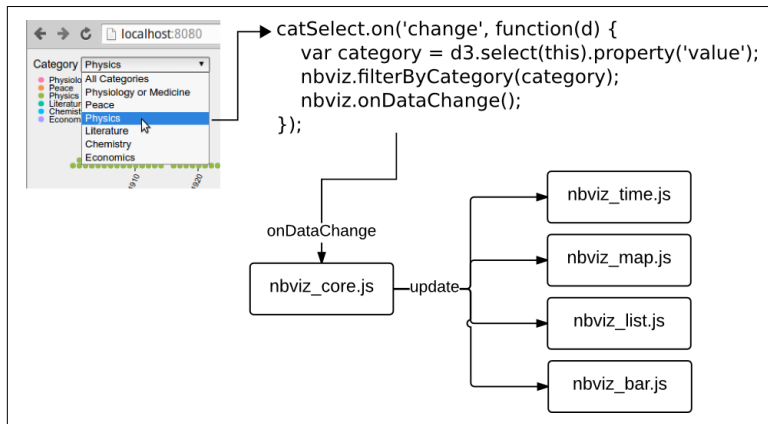 localhost:8080
Category Physics
Physiolo
Peace
Physics
Literatur
Chemist
Econom
All Categories
Physiology or Medicine
Peace
Physics
Literature
Chemistry
Economics
1910
1920
catSelect.on('change', function(d) {
var category = d3.select(this).property('value');
nbviz.filterByCategory(category);
nbviz.onDataChange();
});
onDataChange
nbviz_core.js
update
nbviz_time.js
nbviz_map.js
nbviz_list.js
nbviz_bar.js